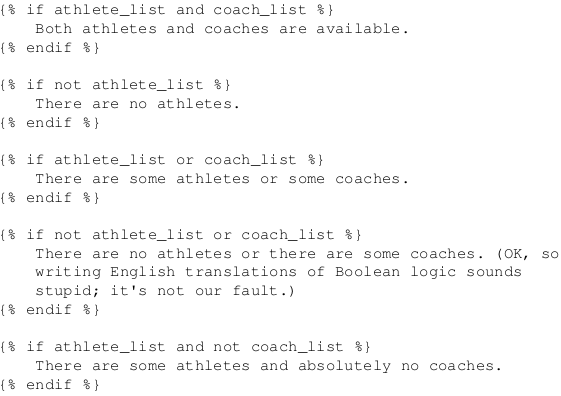 {% if athlete_list and coach_list %}
    Both athletes and coaches are available.
{% endif %}

{% if not athlete_list %}
    There are no athletes.
{% endif %}

{% if athlete_list or coach_list %}
    There are some athletes or some coaches.
{% endif %}

{% if not athlete_list or coach_list %}
    There are no athletes or there are some coaches. (OK, so
    writing English translations of Boolean logic sounds
    stupid; it's not our fault.)
{% endif %}

{% if athlete_list and not coach_list %}
    There are some athletes and absolutely no coaches.
{% endif %}